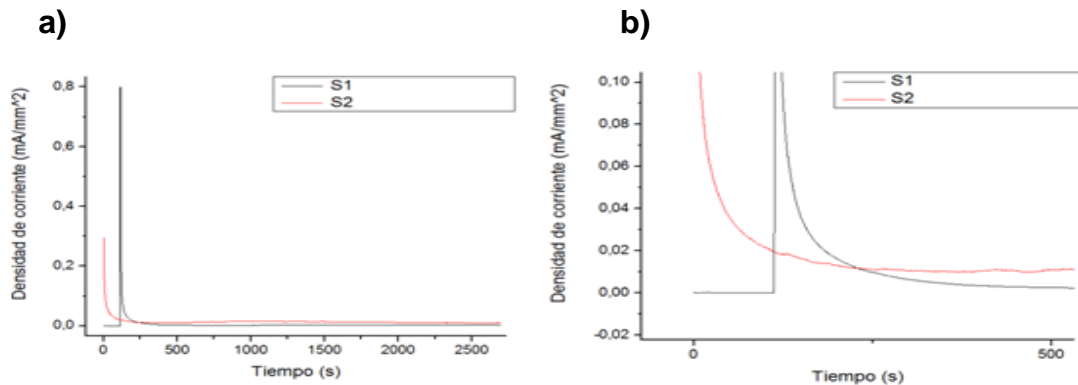 a)
Densidad de corriente (mA/mm^2)
0,8
0,6
0,4
0,2
0,0
S1
S2
0
500
1000
1500
2000
2500
Tiempo (s)
b)
Densidad de corriente (mA/mm^2)
0,10
0,08
0,06
0,04
0,02
0,00
-0,02
S1
S2
0
500
Tiempo (s)